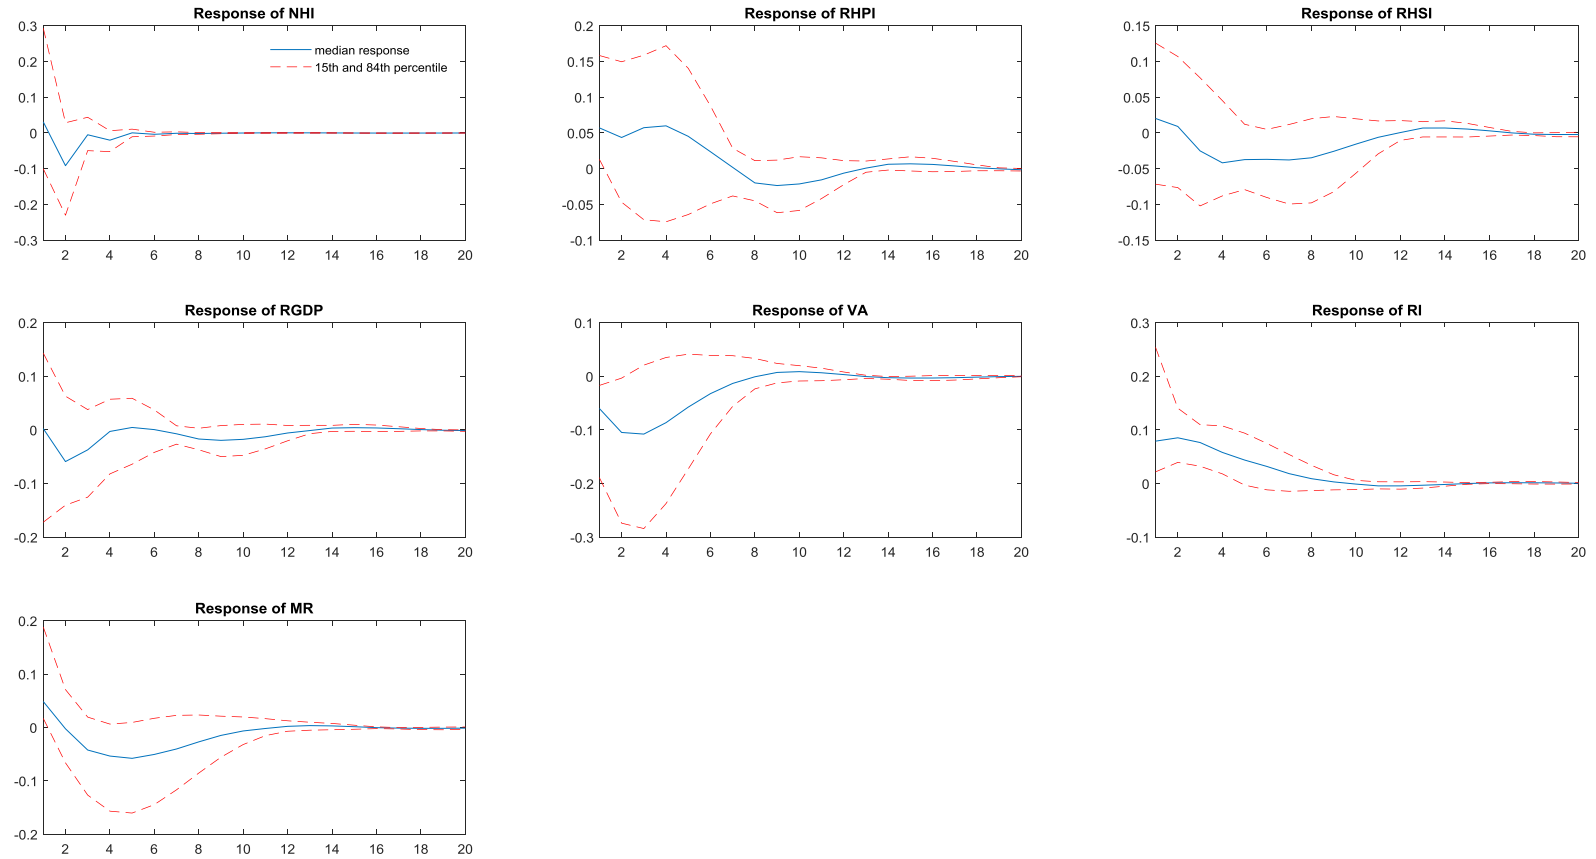 Response of NHI
0.3
0.2
0.1
0
-0.1
-0.2
-0.3
median response
15th and 84th percentile
2 4 6 8 10 12 14 16 18 20
Response of RHPI
0.2
0.15
0.1
0.05
0
-0.05
-0.1
2 4 6 8 10 12 14 16 18 20
Response of RHSI
0.15
0.1
0.05
0
-0.05
-0.1
-0.15
2 4 6 8 10 12 14 16 18 20
Response of RGDP
0.2
0.1
0
-0.1
-0.2
2 4 6 8 10 12 14 16 18 20
Response of VA
0.1
0
-0.1
-0.2
-0.3
2 4 6 8 10 12 14 16 18 20
Response of RI
0.3
0.2
0.1
0
-0.1
2 4 6 8 10 12 14 16 18 20
Response of MR
0.2
0.1
0
-0.1
-0.2
2 4 6 8 10 12 14 16 18 20